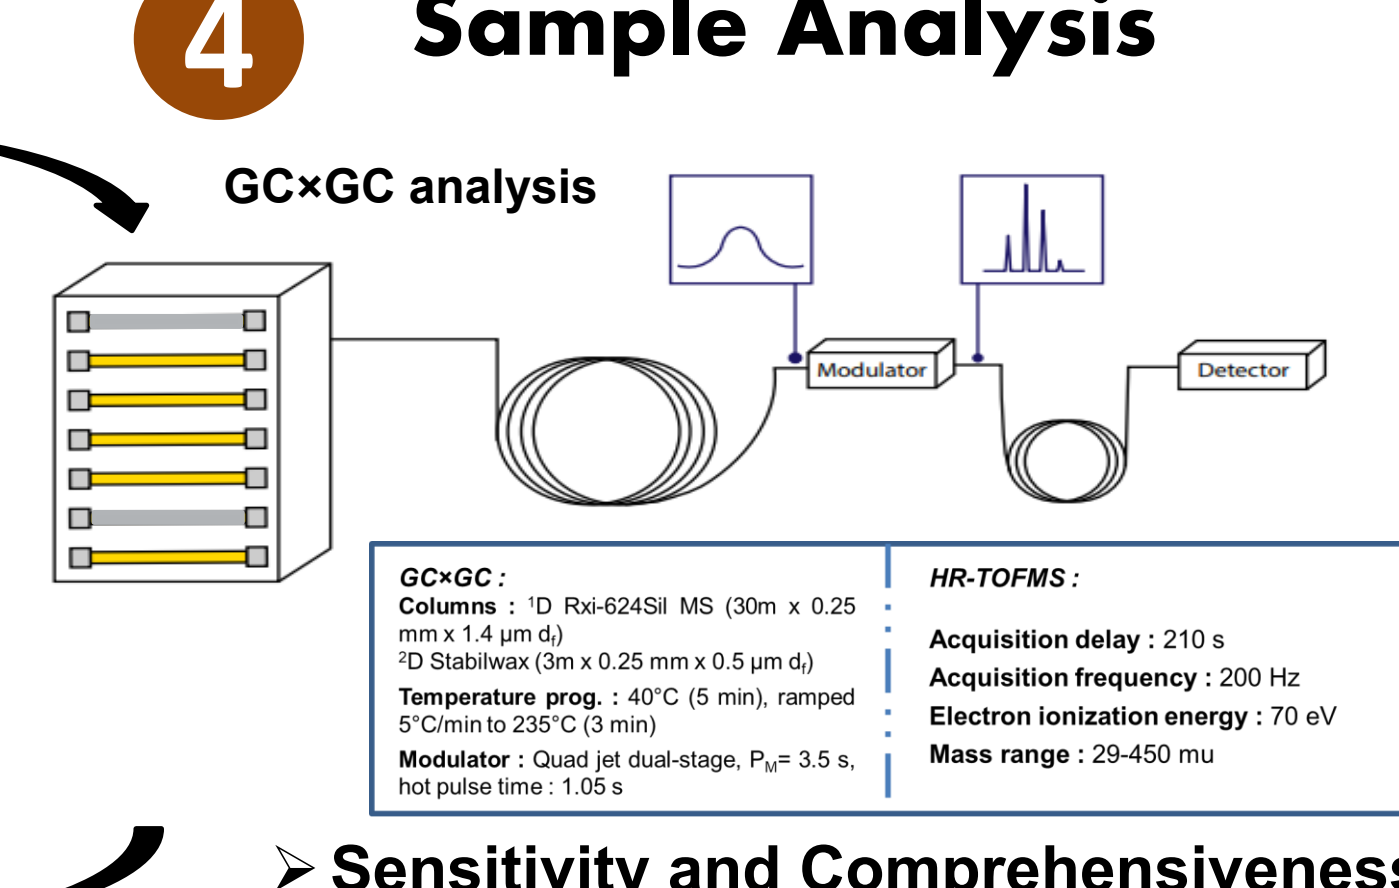 4
Sample Analysis
GC×GC analysis
Modulator
Detector
GC×GC :
Columns : ¹D Rxi-624Sil MS (30m x 0.25
mm x 1.4 µm df)
²D Stabilwax (3m x 0.25 mm x 0.5 µm df)
Temperature prog. : 40°C (5 min), ramped
5°C/min to 235°C (3 min)
Modulator : Quad jet dual-stage, PM= 3.5 s,
hot pulse time : 1.05 s
HR-TOFMS :
Acquisition delay : 210 s
Acquisition frequency : 200 Hz
Electron ionization energy : 70 eV
Mass range : 29-450 mu
➢ Sensitivity and Comprehensiveness